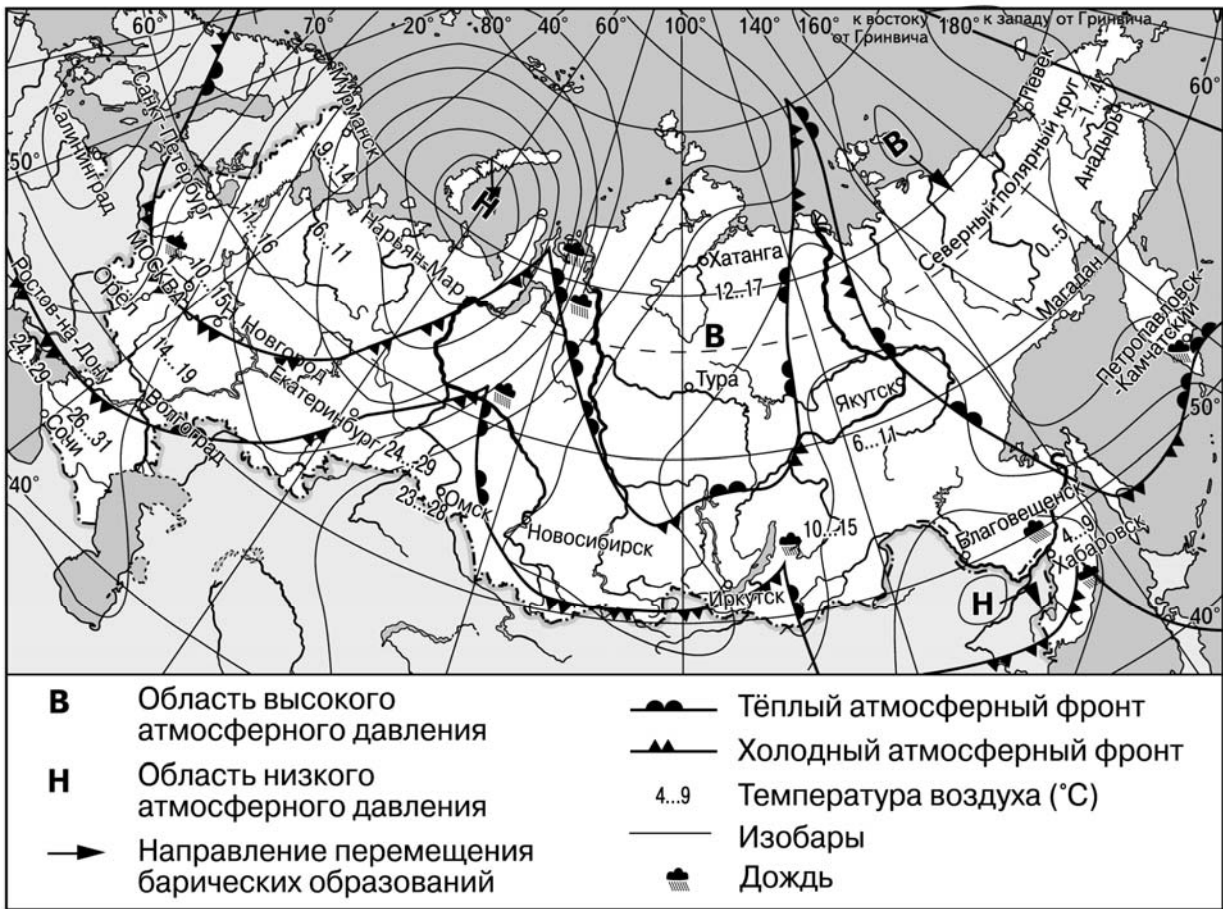 60°
70°
20°
80°
40°
60°
100°
140°
160°
к востоку
от Гринвича
180°
к западу от Гринвича
60°
50°
40°
50°
40°
Калининград
Санкт-Петербург
Мурманск
9...14
6...11
Нарьян-Мар
Н
МОСКВА
10...15
Орёл
Н Новгород
14...19
Ростов-на-Дону
24...29
26...31
Сочи
Волгоград
Екатеринбург
24...29
23...28
Омск
Новосибирск
Хатанга
12...17
В
Тура
Якутск
6...11
10...15
Иркутск
В
Певек
Северный полярный круг
-1...4
Анадырь
0...5
Магадан
Петропавловск-
-Камчатский
Благовещенск
4...9
Хабаровск
Н
В Область высокого
атмосферного давления
Н Область низкого
атмосферного давления
Направление перемещения
барических образований
Тёплый атмосферный фронт
Холодный атмосферный фронт
4...9 Температура воздуха (°С)
Изобары
Дождь